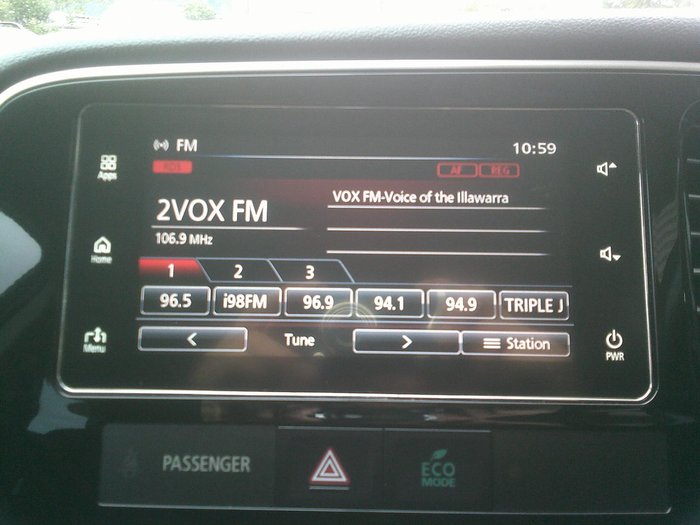 FM
10:59
RDS
AF
REG
Apps
2VOX FM
VOX FM-Voice of the Illawarra
106.9 MHz
Home
1
2
3
96.5
i98FM
96.9
94.1
94.9
TRIPLE J
Menu
<
Tune
>
Station
PWR
PASSENGER
ECO
MODE